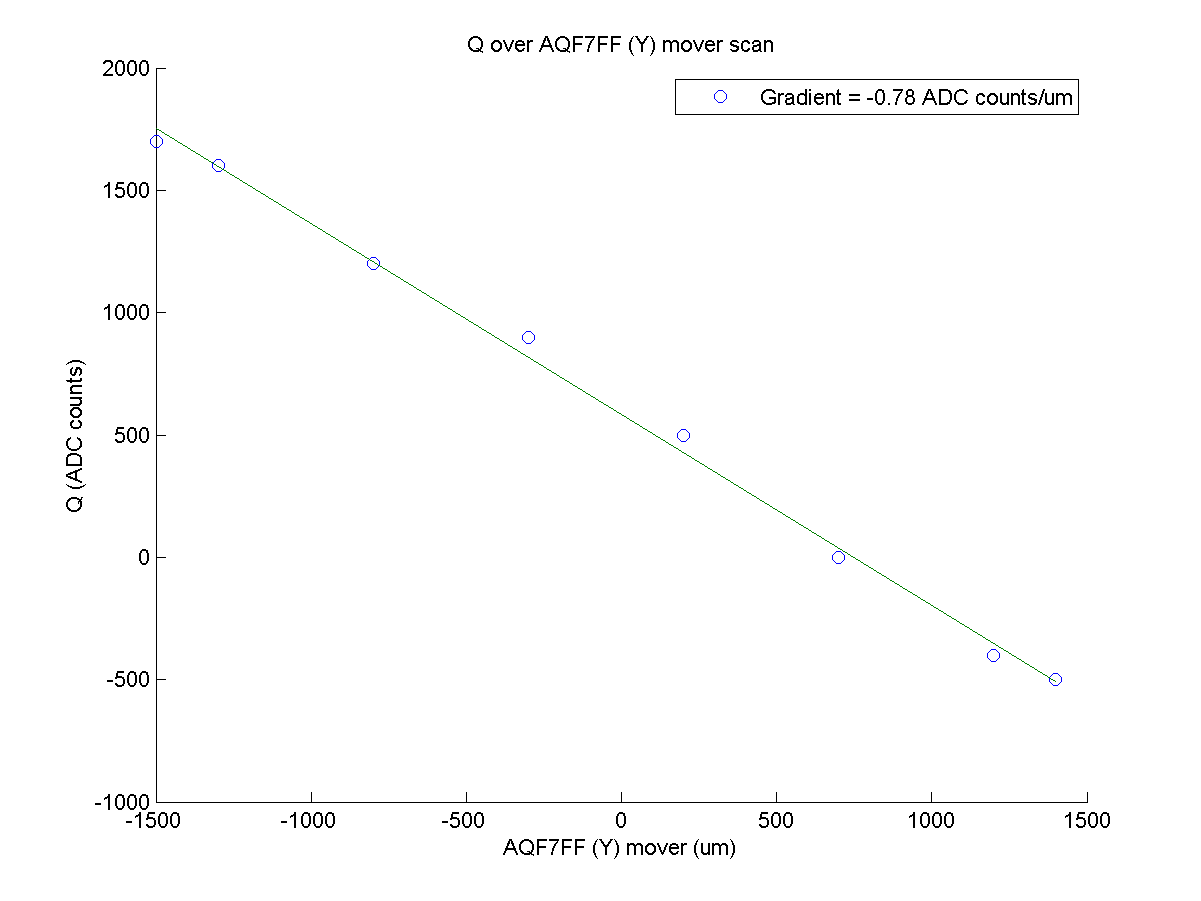 Q over AQF7FF (Y) mover scan
Gradient = -0.78 ADC counts/um
2000
1500
1000
500
0
-500
-1000
Q (ADC counts)
-1500 -1000 -500 0 500 1000 1500
AQF7FF (Y) mover (um)